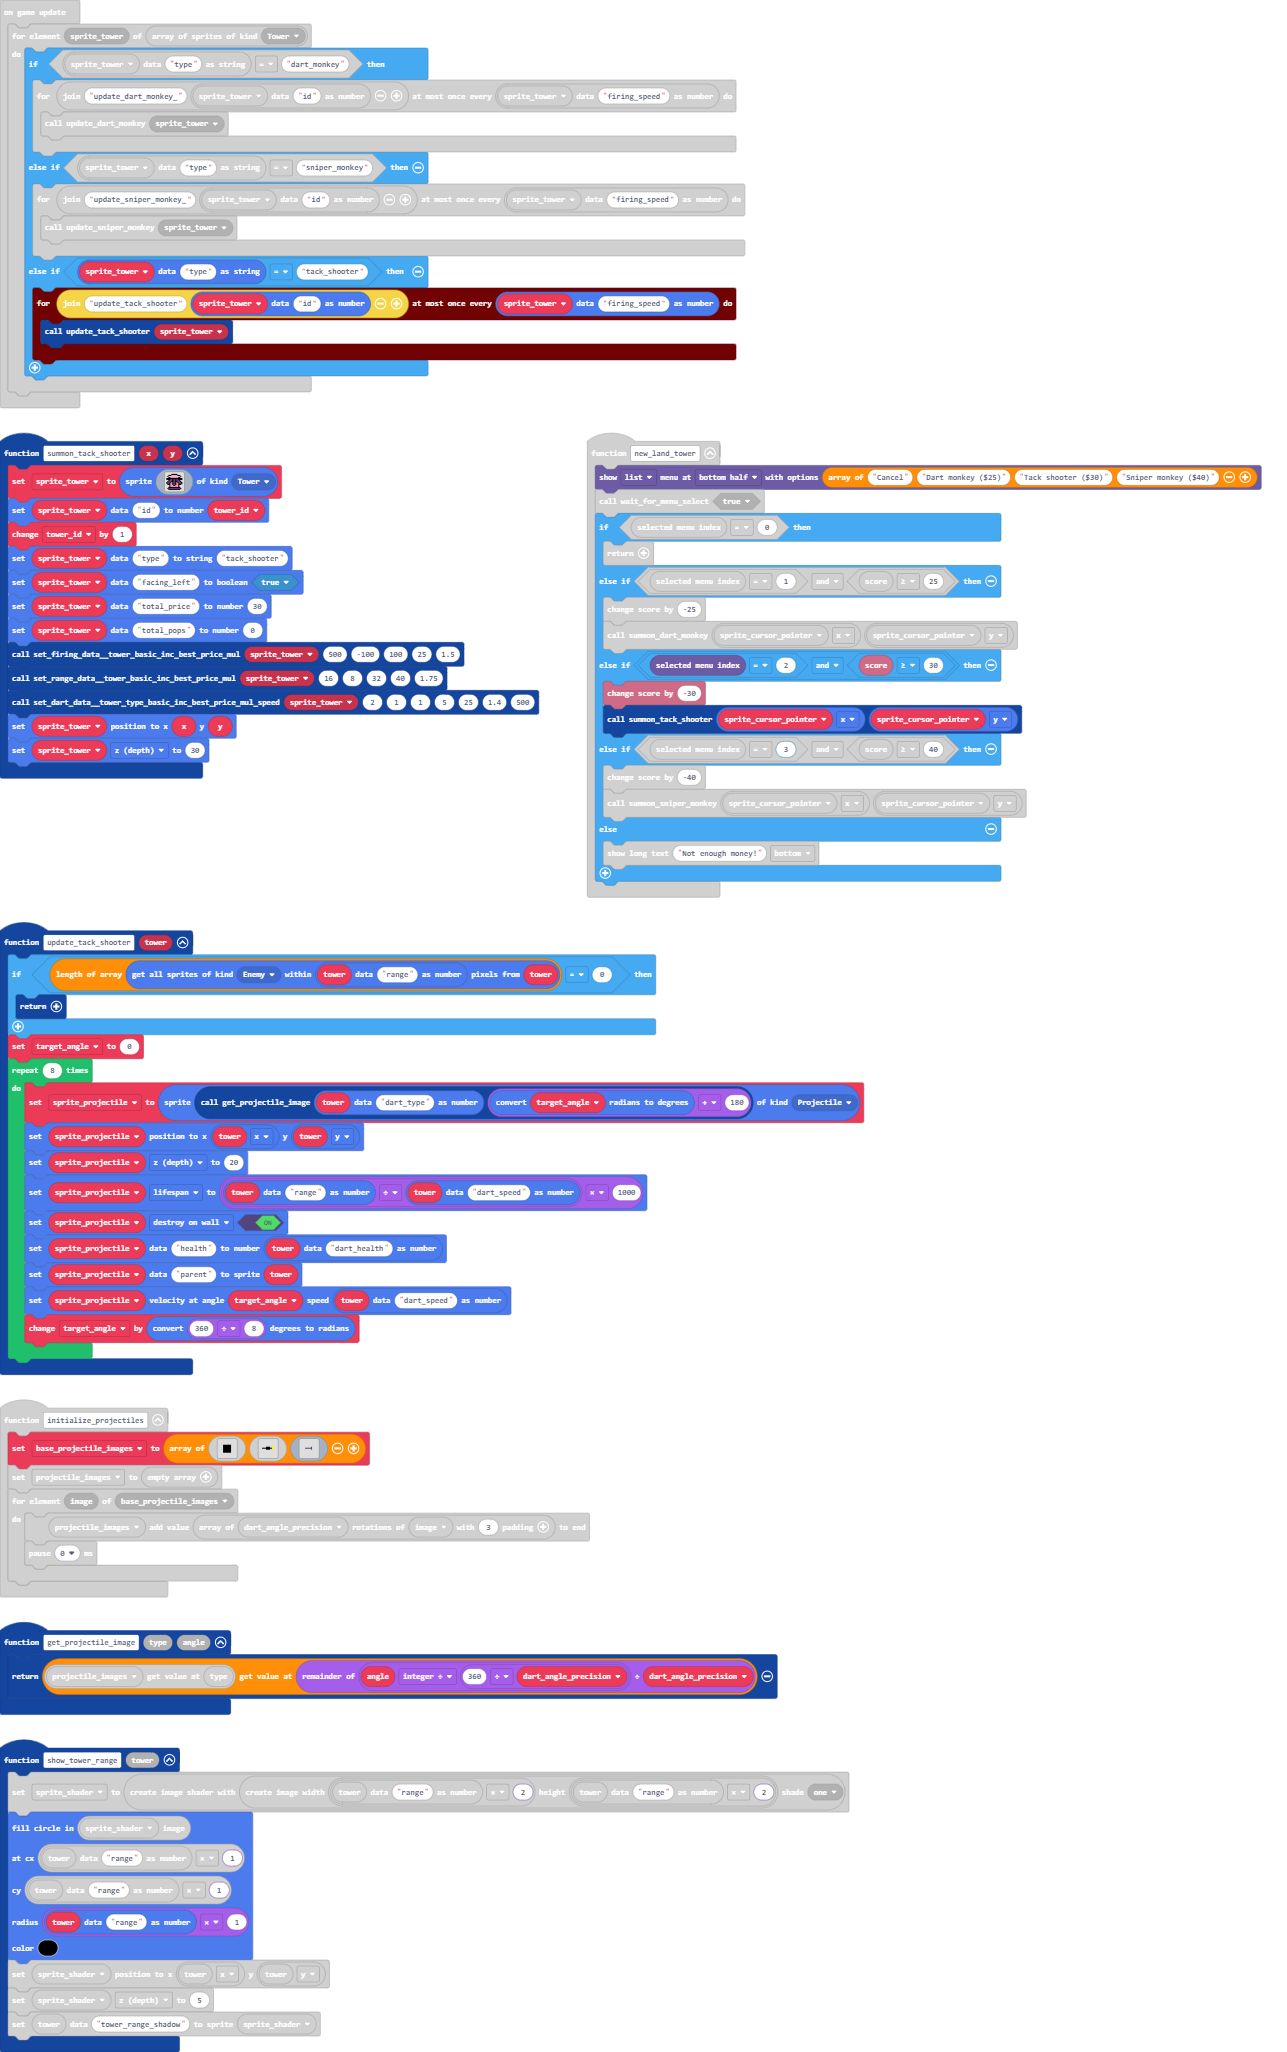 on game update
for element sprite_tower of array of sprites of kind Tower
do
if sprite_tower data "type" as string = "dart_monkey" then
for join "update_dart_monkey_" sprite_tower data "id" as number at most once every sprite_tower data "firing_speed" as number do
call update_dart_monkey sprite_tower
else if sprite_tower data "type" as string = "sniper_monkey" then
for join "update_sniper_monkey_" sprite_tower data "id" as number at most once every sprite_tower data "firing_speed" as number do
call update_sniper_monkey sprite_tower
else if sprite_tower data "type" as string = "tack_shooter" then
for join "update_tack_shooter" sprite_tower data "id" as number at most once every sprite_tower data "firing_speed" as number do
call update_tack_shooter sprite_tower
function summon_tack_shooter x y
set sprite_tower to sprite of kind Tower
set sprite_tower data "id" to number tower_id
change tower_id by 1
set sprite_tower data "type" to string "tack_shooter"
set sprite_tower data "facing_left" to boolean true
set sprite_tower data "total_price" to number 30
set sprite_tower data "total_pops" to number 0
call set_firing_data__tower_basic_inc_best_price_mul sprite_tower 500 -100 100 25 1.5
call set_range_data__tower_basic_inc_best_price_mul sprite_tower 16 8 32 40 1.75
call set_dart_data__tower_type_basic_inc_best_price_mul_speed sprite_tower 2 1 1 5 25 1.4 500
set sprite_tower position to x x y y
set sprite_tower z (depth) to 30
function new_land_tower
show list menu at bottom half with options array of "Cancel" "Dart monkey ($25)" "Tack shooter ($30)" "Sniper monkey ($40)"
call wait_for_menu_select true
if selected menu index = 0 then
return
else if selected menu index = 1 and score ≥ 25 then
change score by -25
call summon_dart_monkey sprite_cursor_pointer x sprite_cursor_pointer y
else if selected menu index = 2 and score ≥ 30 then
change score by -30
call summon_tack_shooter sprite_cursor_pointer x sprite_cursor_pointer y
else if selected menu index = 3 and score ≥ 40 then
change score by -40
call summon_sniper_monkey sprite_cursor_pointer x sprite_cursor_pointer y
else
show long text "Not enough money!" bottom
function update_tack_shooter tower
if length of array get all sprites of kind Enemy within tower data "range" as number pixels from tower = 0 then
return
set target_angle to 0
repeat 8 times
do
set sprite_projectile to sprite call get_projectile_image tower data "dart_type" as number convert target_angle radians to degrees + 180 of kind Projectile
set sprite_projectile position to x tower x y tower y
set sprite_projectile z (depth) to 20
set sprite_projectile lifespan to tower data "range" as number ÷ tower data "dart_speed" as number × 1000
set sprite_projectile destroy on wall ON
set sprite_projectile data "health" to number tower data "dart_health" as number
set sprite_projectile data "parent" to sprite tower
set sprite_projectile velocity at angle target_angle speed tower data "dart_speed" as number
change target_angle by convert 360 ÷ 8 degrees to radians
function initialize_projectiles
set base_projectile_images to array of
set projectile_images to empty array
for element image of base_projectile_images
do
projectile_images add value array of dart_angle_precision rotations of image with 3 padding to end
pause 0 ms
function get_projectile_image type angle
return projectile_images get value at type get value at remainder of angle integer ÷ 360 ÷ dart_angle_precision ÷ dart_angle_precision
function show_tower_range tower
set sprite_shader to create image shader with create image width tower data "range" as number × 2 height tower data "range" as number × 2 shade one
fill circle in sprite_shader image
at cx tower data "range" as number × 1
cy tower data "range" as number × 1
radius tower data "range" as number × 1
color
set sprite_shader position to x tower x y tower y
set sprite_shader z (depth) to 5
set tower data "tower_range_shadow" to sprite sprite_shader